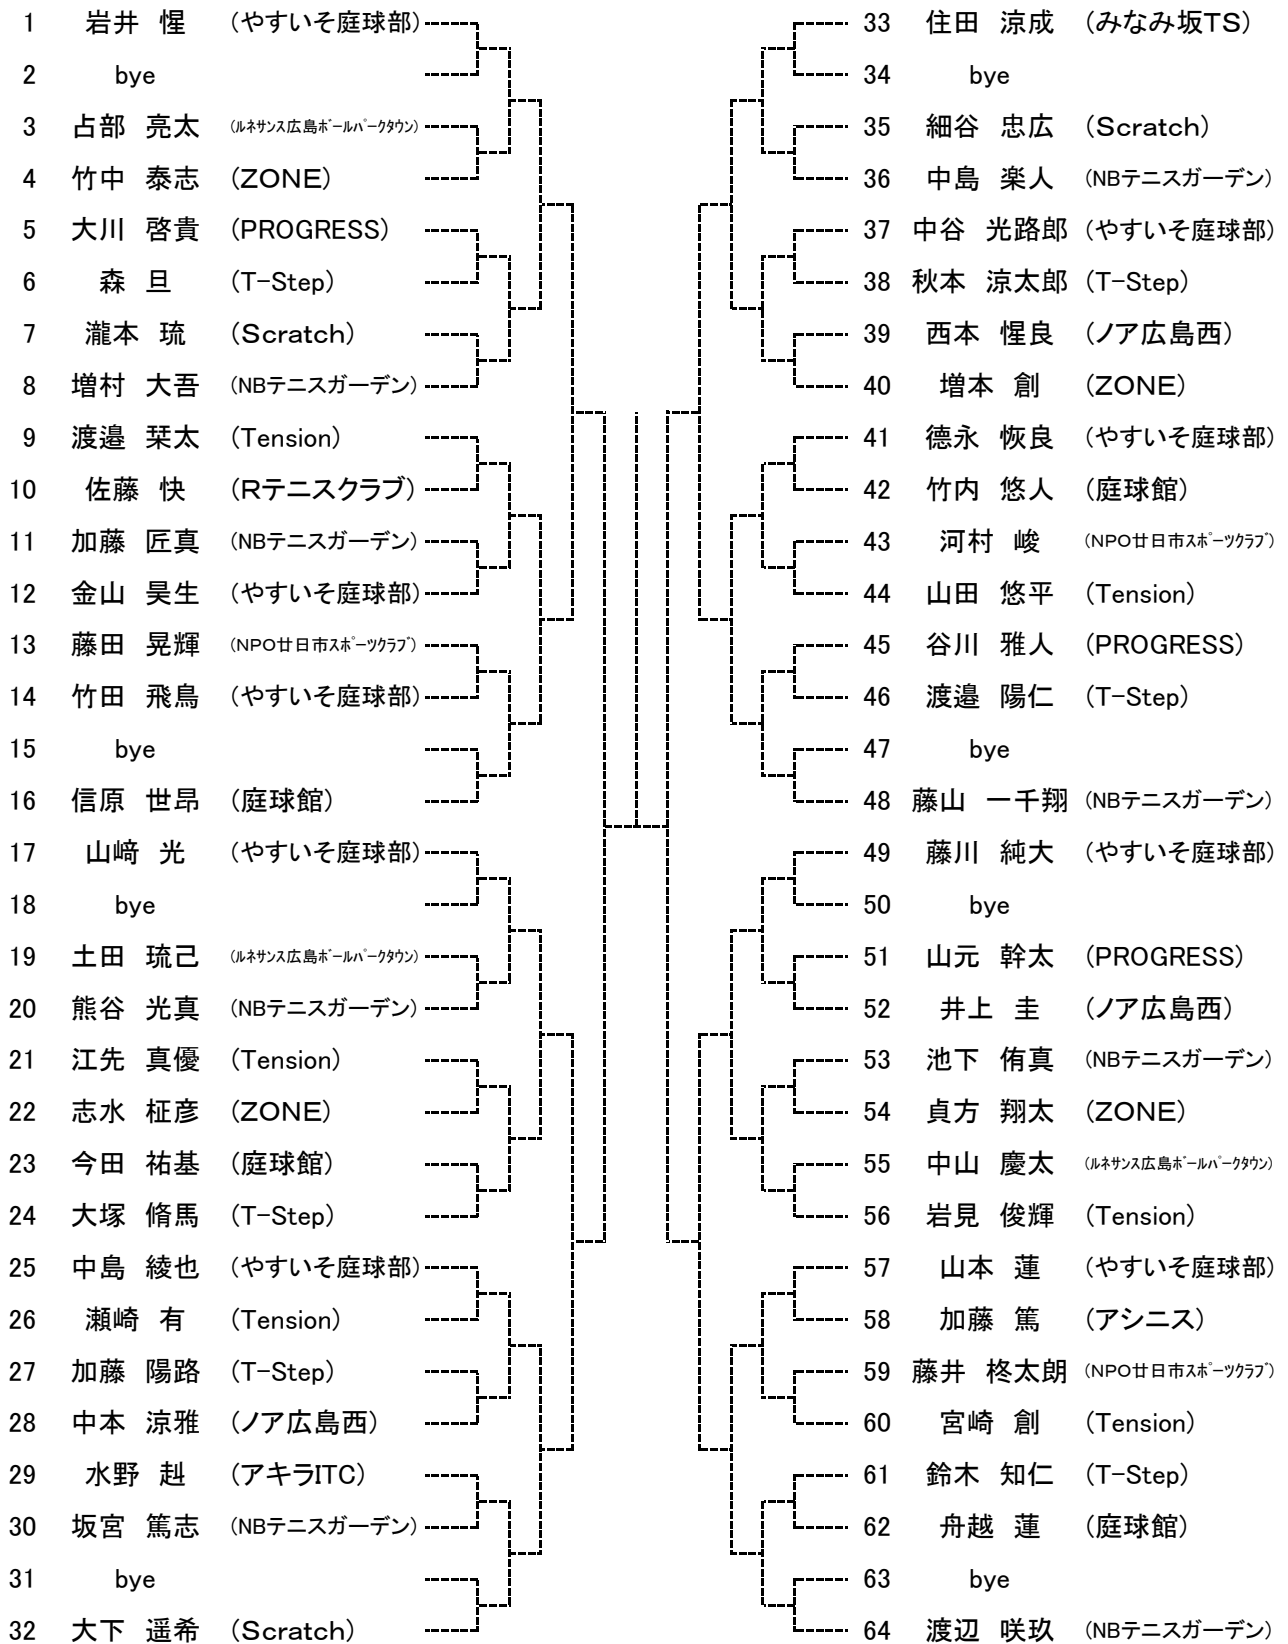 1 岩井 惺 (やすいそ庭球部)
2 bye
3 占部 亮太 (ルネサンス広島ボールパークタウン)
4 竹中 泰志 (ZONE)
5 大川 啓貴 (PROGRESS)
6 森 旦 (T-Step)
7 瀧本 琉 (Scratch)
8 増村 大吾 (NBテニスガーデン)
9 渡邉 栞太 (Tension)
10 佐藤 快 (Rテニスクラブ)
11 加藤 匠真 (NBテニスガーデン)
12 金山 昊生 (やすいそ庭球部)
13 藤田 晃輝 (NPO廿日市スポーツクラブ)
14 竹田 飛鳥 (やすいそ庭球部)
15 bye
16 信原 世昂 (庭球館)
17 山﨑 光 (やすいそ庭球部)
18 bye
19 土田 琉己 (ルネサンス広島ボールパークタウン)
20 熊谷 光真 (NBテニスガーデン)
21 江先 真優 (Tension)
22 志水 柾彦 (ZONE)
23 今田 祐基 (庭球館)
24 大塚 脩馬 (T-Step)
25 中島 綾也 (やすいそ庭球部)
26 瀬崎 有 (Tension)
27 加藤 陽路 (T-Step)
28 中本 涼雅 (ノア広島西)
29 水野 赳 (アキラITC)
30 坂宮 篤志 (NBテニスガーデン)
31 bye
32 大下 遥希 (Scratch)
33 住田 涼成 (みなみ坂TS)
34 bye
35 細谷 忠広 (Scratch)
36 中島 楽人 (NBテニスガーデン)
37 中谷 光路郎 (やすいそ庭球部)
38 秋本 涼太郎 (T-Step)
39 西本 惺良 (ノア広島西)
40 増本 創 (ZONE)
41 德永 恢良 (やすいそ庭球部)
42 竹内 悠人 (庭球館)
43 河村 峻 (NPO廿日市スポーツクラブ)
44 山田 悠平 (Tension)
45 谷川 雅人 (PROGRESS)
46 渡邉 陽仁 (T-Step)
47 bye
48 藤山 一千翔 (NBテニスガーデン)
49 藤川 純大 (やすいそ庭球部)
50 bye
51 山元 幹太 (PROGRESS)
52 井上 圭 (ノア広島西)
53 池下 侑真 (NBテニスガーデン)
54 貞方 翔太 (ZONE)
55 中山 慶太 (ルネサンス広島ボールパークタウン)
56 岩見 俊輝 (Tension)
57 山本 蓮 (やすいそ庭球部)
58 加藤 篤 (アシニス)
59 藤井 柊太朗 (NPO廿日市スポーツクラブ)
60 宮崎 創 (Tension)
61 鈴木 知仁 (T-Step)
62 舟越 蓮 (庭球館)
63 bye
64 渡辺 咲玖 (NBテニスガーデン)